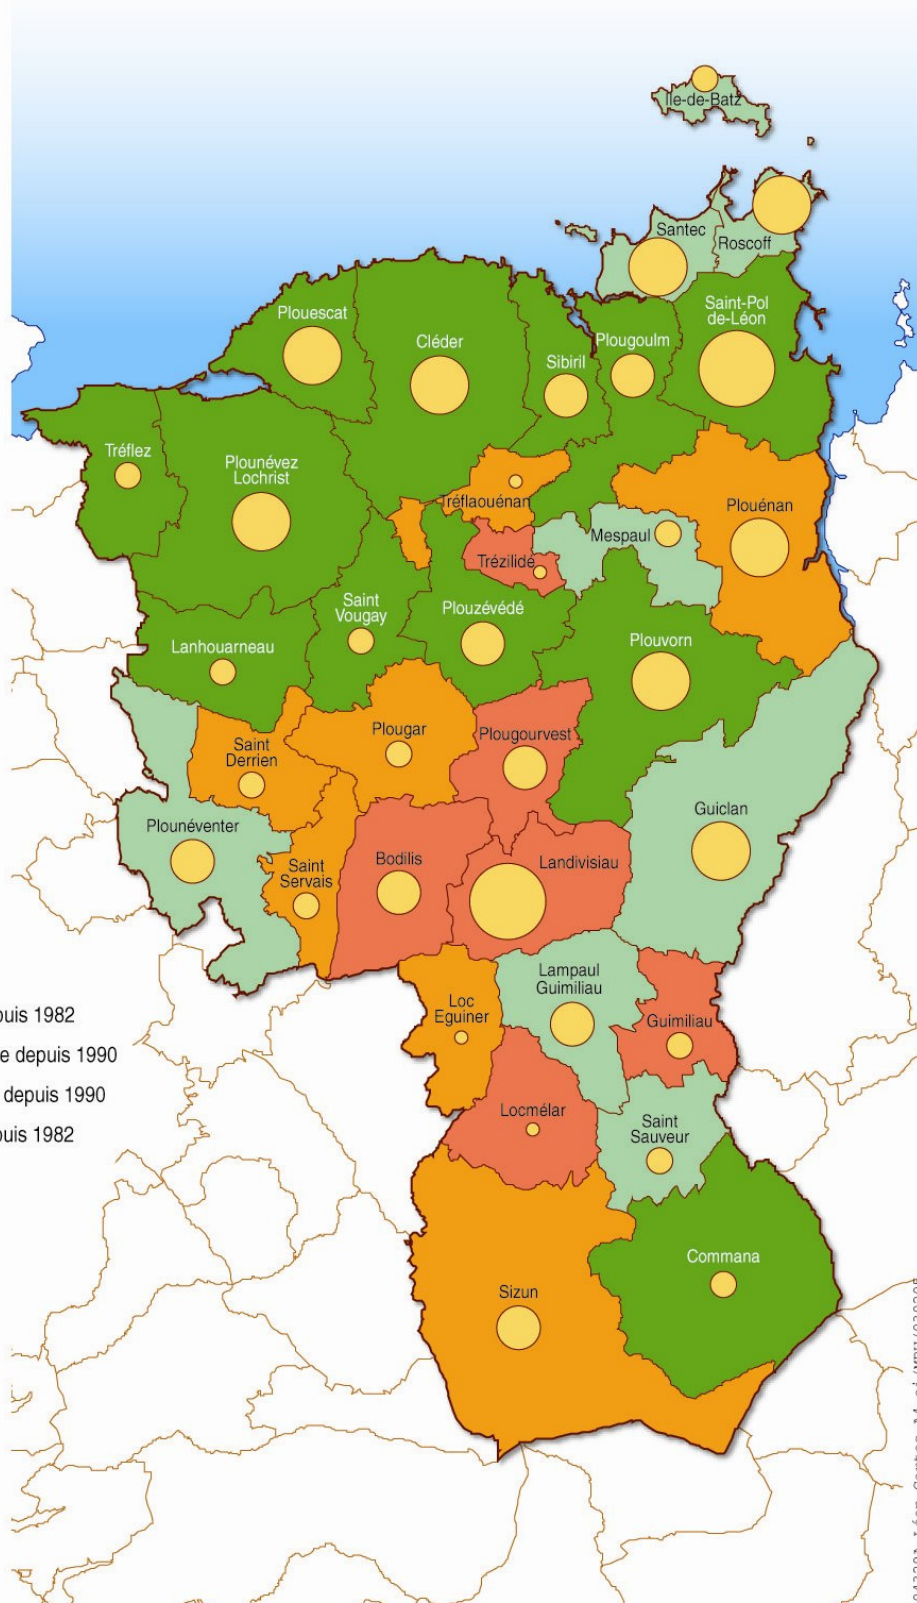 Ile-de-Batz
Santec
Roscoff
Saint-Pol
de-Léon
Plouescat
Cléder
Sibiril
Plougoulm
Tréflez
Plounévez
Lochrist
Tréflaouénan
Plouénan
Mespaul
Trézilidé
Saint
Vougay
Plouzévédé
Lanhouarneau
Plouvorn
Saint
Derrien
Plougar
Plougourvest
Guiclan
Plounéventer
Saint
Servais
Bodilis
Landivisiau
Lampaul
Guimiliau
Loc
Eguiner
Guimiliau
puis 1982
e depuis 1990
depuis 1990
puis 1982
Locmélar
Saint
Sauveur
Commana
Sizun